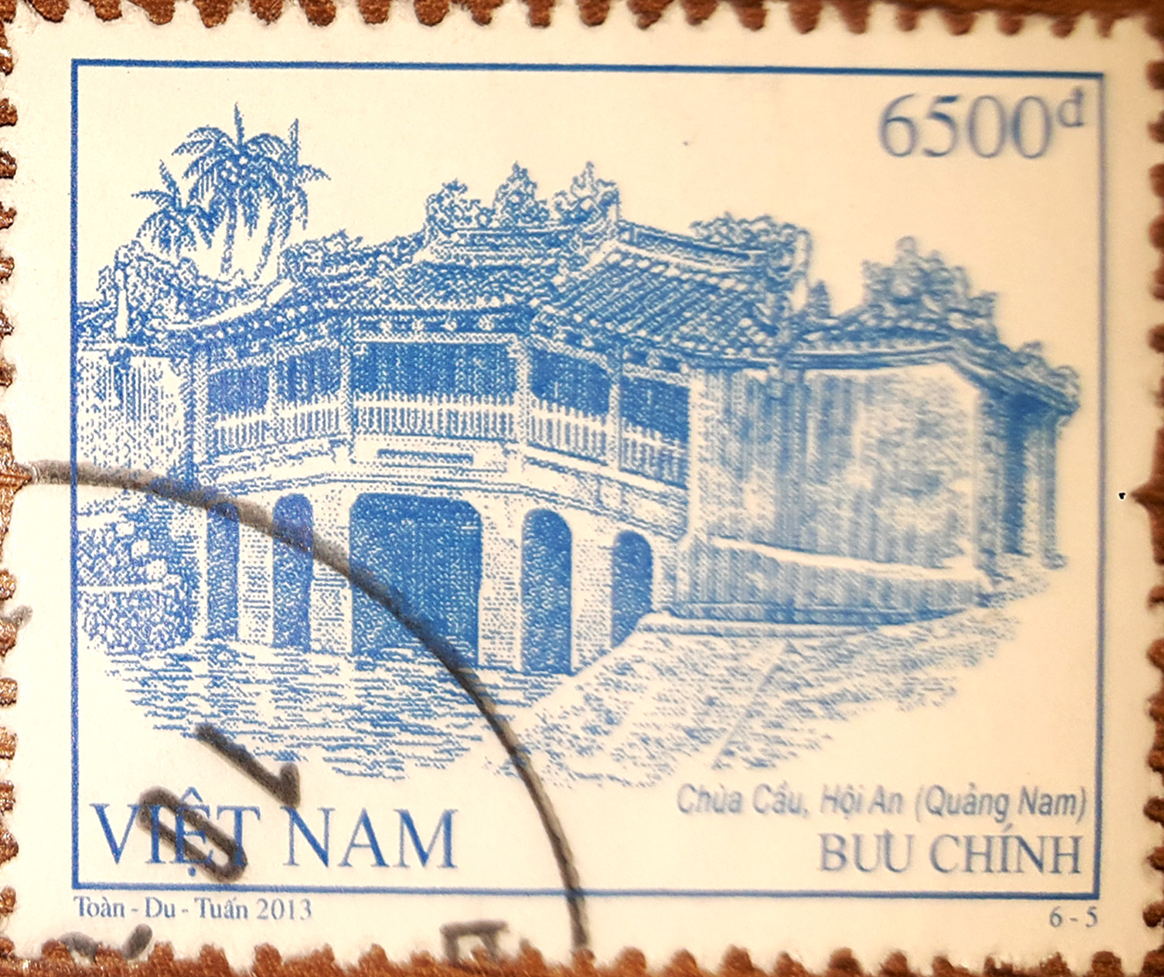 6500đ
Chùa Cầu, Hội An (Quảng Nam)
VIỆT NAM
BƯU CHÍNH
Toàn - Du - Tuấn 2013
6 - 5